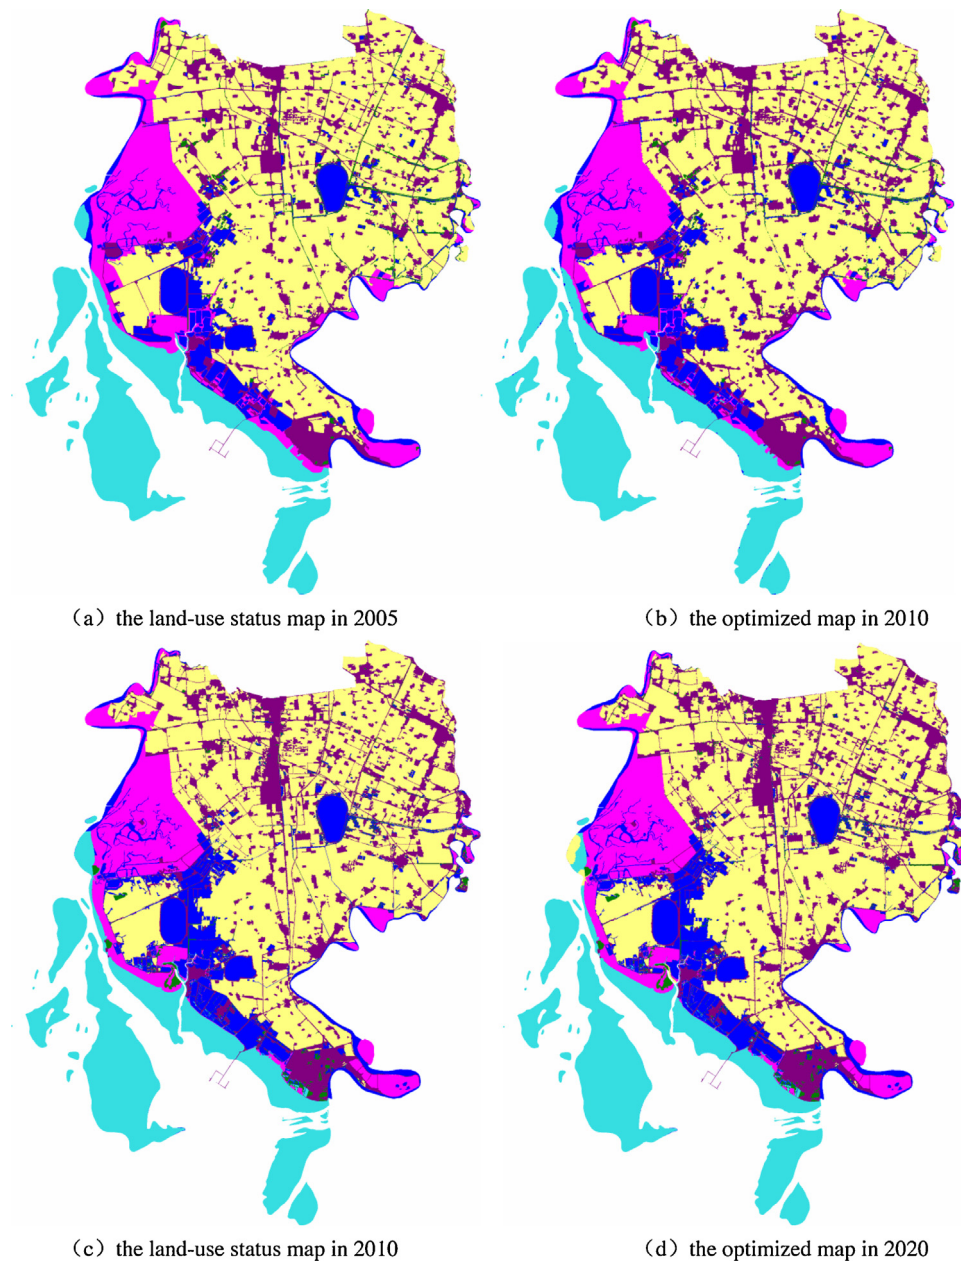 （a）the land-use status map in 2005
（b）the optimized map in 2010
（c）the land-use status map in 2010
（d）the optimized map in 2020